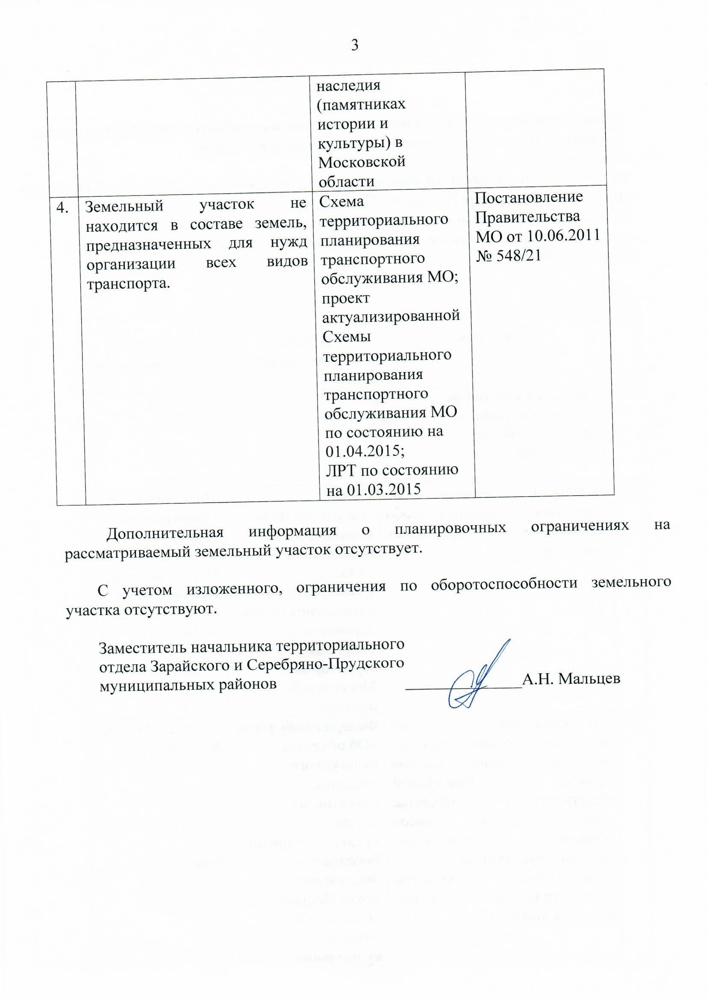 3
наследия
(памятниках
истории и
культуры) в
Московской
области
4.
Земельный участок не
находится в составе земель,
предназначенных для нужд
организации всех видов
транспорта.
Схема
территориального
планирования
транспортного
обслуживания МО;
проект
актуализированной
Схемы
территориального
планирования
транспортного
обслуживания МО
по состоянию на
01.04.2015;
ЛРТ по состоянию
на 01.03.2015
Постановление
Правительства
МО от 10.06.2011
№ 548/21
Дополнительная информация о планировочных ограничениях на
рассматриваемый земельный участок отсутствует.
С учетом изложенного, ограничения по оборотоспособности земельного
участка отсутствуют.
Заместитель начальника территориального
отдела Зарайского и Серебряно-Прудского
муниципальных районов
А.Н. Мальцев